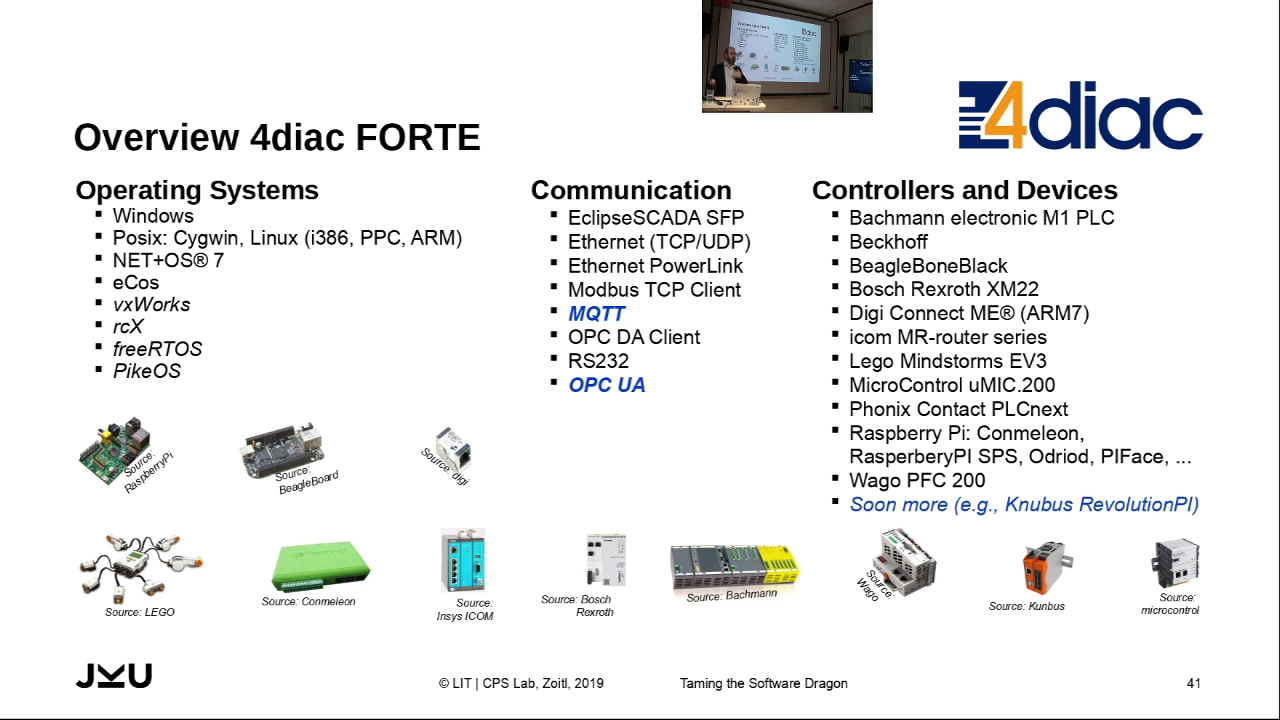 4diac
Overview 4diac FORTE
Operating Systems
Windows
Posix: Cygwin, Linux (i386, PPC, ARM)
NET+OS® 7
eCos
vxWorks
rcX
freeRTOS
PikeOS
Communication
EclipseSCADA SFP
Ethernet (TCP/UDP)
Ethernet PowerLink
Modbus TCP Client
MQTT
OPC DA Client
RS232
OPC UA
Controllers and Devices
Bachmann electronic M1 PLC
Beckhoff
BeagleBoneBlack
Bosch Rexroth XM22
Digi Connect ME® (ARM7)
icom MR-router series
Lego Mindstorms EV3
MicroControl uMIC.200
Phonix Contact PLCnext
Raspberry Pi: Conmeleon,
RasperberyPI SPS, Odriod, PIFace, ...
Wago PFC 200
Soon more (e.g., Knubus RevolutionPI)
Source:
RaspberryPi
Source:
BeagleBoard
Source: digi
Source: LEGO
Source: Conmeleon
Source:
Insys ICOM
Source: Bosch
Rexroth
Source: Bachmann
Source:
Wago
Source: Kunbus
Source:
microcontrol
JKU
© LIT | CPS Lab, Zoitl, 2019
Taming the Software Dragon
41